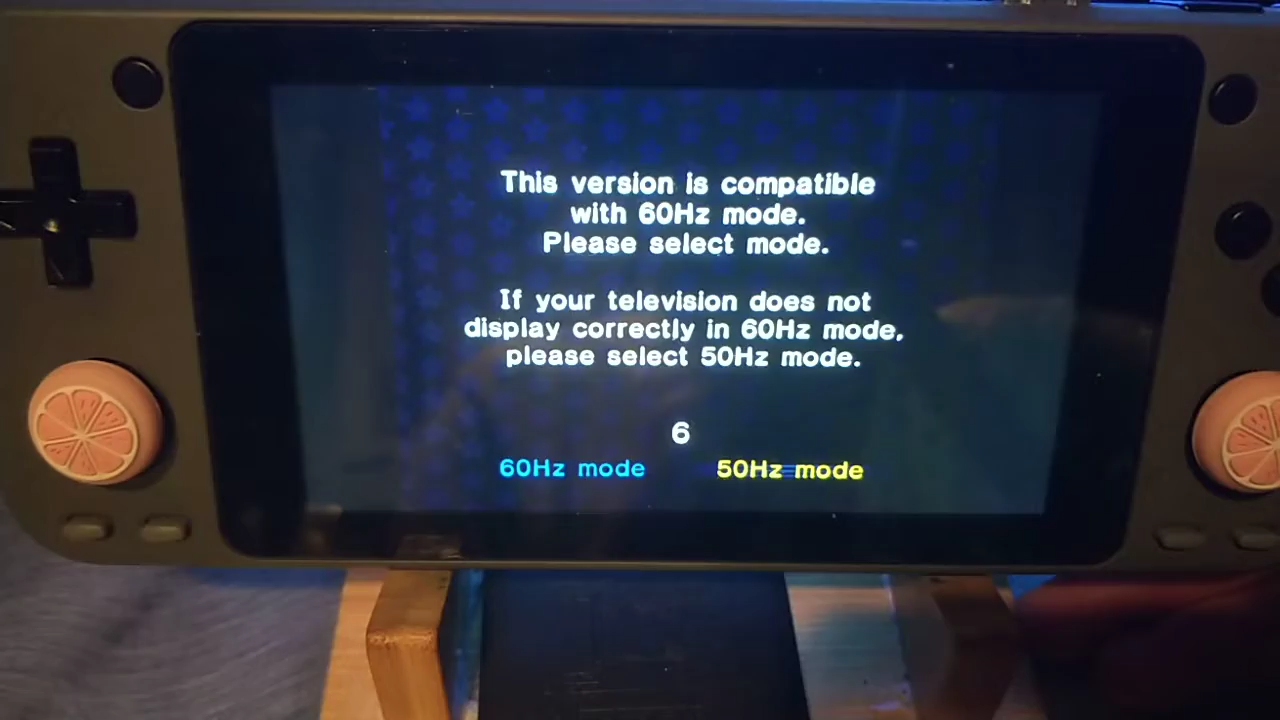 This version is compatible
with 60Hz mode.
Please select mode.
If your television does not
display correctly in 60Hz mode,
please select 50Hz mode.
6
60Hz mode 50Hz mode